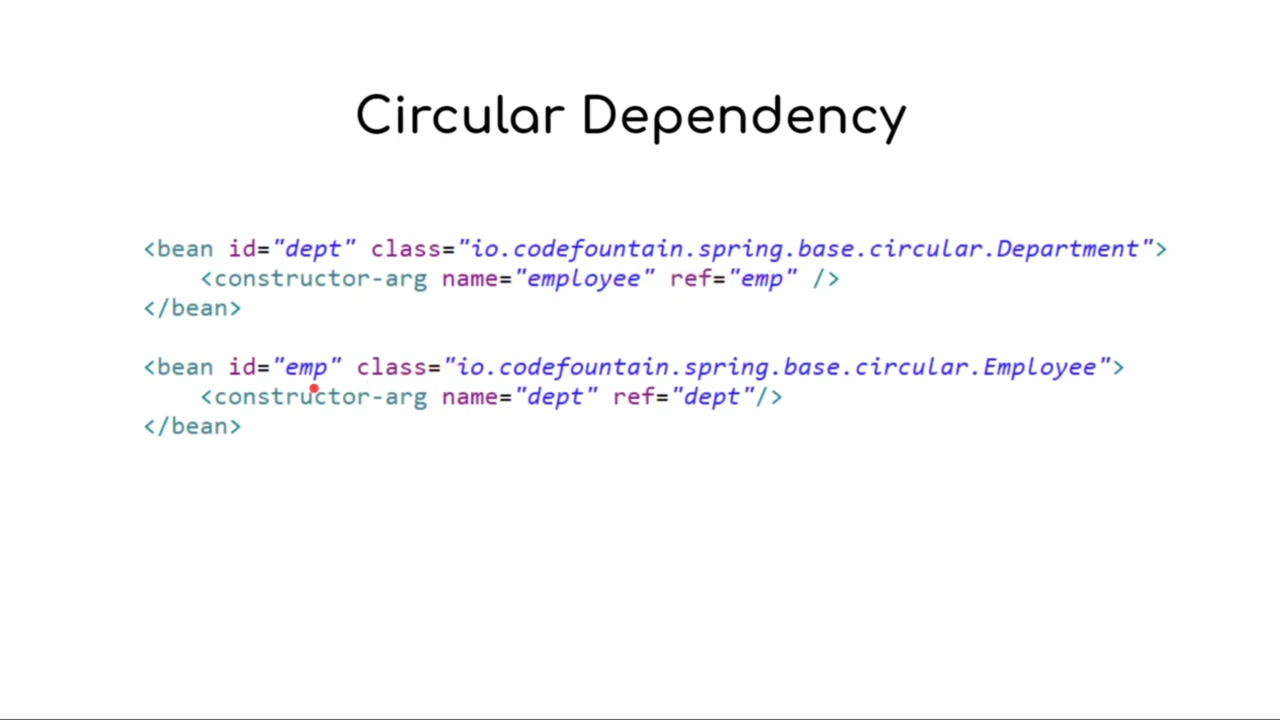 Circular Dependency
<bean id="dept" class="io.codefountain.spring.base.circular.Department">
<constructor-arg name="employee" ref="emp" />
</bean>
<bean id="emp" class="io.codefountain.spring.base.circular.Employee">
<constructor-arg name="dept" ref="dept"/>
</bean>